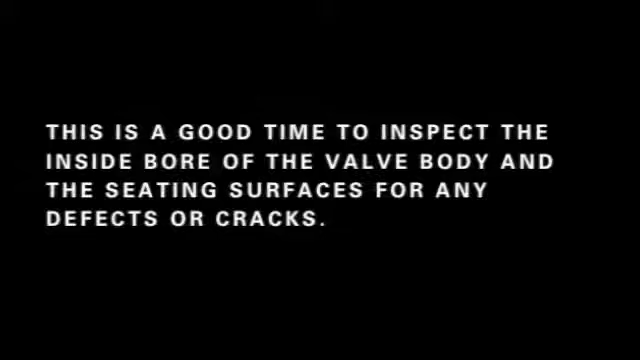 THIS IS A GOOD TIME TO INSPECT THE
INSIDE BORE OF THE VALVE BODY AND
THE SEATING SURFACES FOR ANY
DEFECTS OR CRACKS.